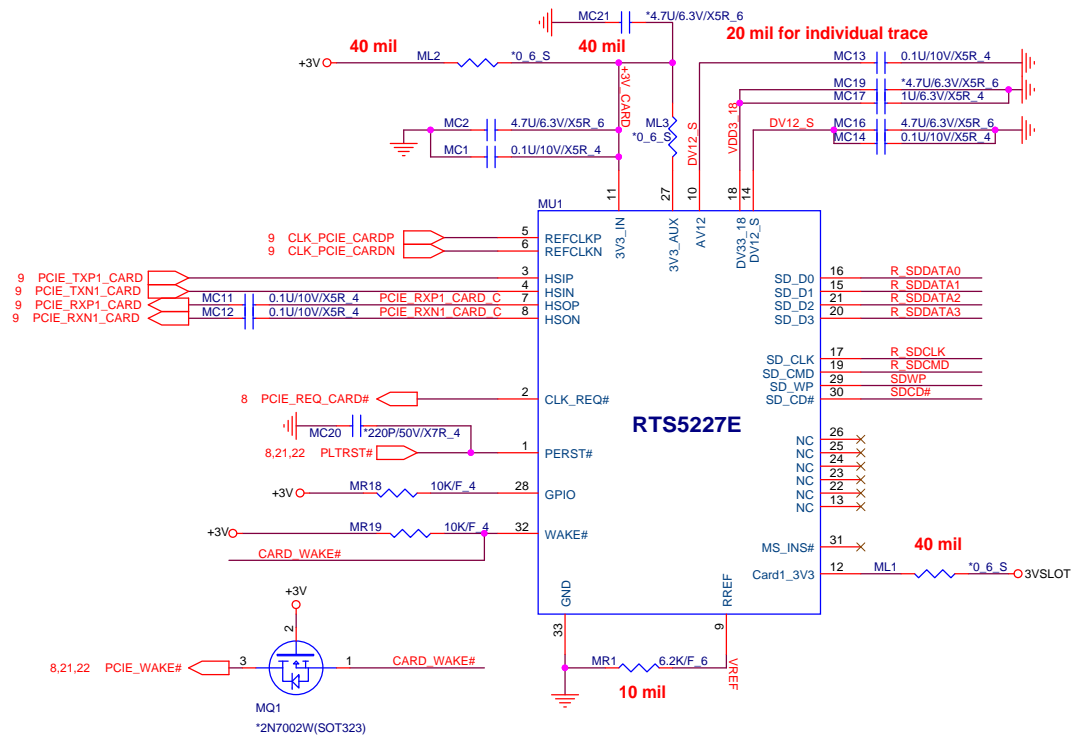 MC21 *4.7U/6.3V/X5R_6
40 mil 40 mil 20 mil for individual trace
+3V ML2 *0_6_S
MC13 0.1U/10V/X5R_4
+3V_CARD
MC19 *4.7U/6.3V/X5R_6
MC17 1U/6.3V/X5R_4
MC2 4.7U/6.3V/X5R_6
ML3
*0_6_S
DV12_S
VDD3_18
DV12_S
MC16 4.7U/6.3V/X5R_6
MC14 0.1U/10V/X5R_4
MC1 0.1U/10V/X5R_4
11 27 10 18 14
MU1
3V3_IN 3V3_AUX AV12 DV33_18 DV12_S
9 CLK_PCIE_CARDP 5 REFCLKP
9 CLK_PCIE_CARDN 6 REFCLKN
9 PCIE_TXP1_CARD 3 HSIP
9 PCIE_TXN1_CARD 4 HSIN
9 PCIE_RXP1_CARD MC11 0.1U/10V/X5R_4 PCIE_RXP1_CARD_C 7 HSOP
9 PCIE_RXN1_CARD MC12 0.1U/10V/X5R_4 PCIE_RXN1_CARD_C 8 HSON
SD_D0 16 R_SDDATA0
SD_D1 15 R_SDDATA1
SD_D2 21 R_SDDATA2
SD_D3 20 R_SDDATA3
SD_CLK 17 R_SDCLK
SD_CMD 19 R_SDCMD
SD_WP 29 SDWP
SD_CD# 30 SDCD#
8 PCIE_REQ_CARD# 2 CLK_REQ#
RTS5227E
MC20 *220P/50V/X7R_4
8,21,22 PLTRST# 1 PERST#
NC 26
NC 25
NC 24
NC 23
NC 22
NC 13
+3V MR18 10K/F_4 28 GPIO
+3V MR19 10K/F_4 32 WAKE#
CARD_WAKE#
MS_INS# 31
40 mil
Card1_3V3 12 ML1 *0_6_S 3VSLOT
GND RREF
33 9
+3V
2
8,21,22 PCIE_WAKE# 3 1 CARD_WAKE#
MR1 6.2K/F_6 VREF
10 mil
MQ1
*2N7002W(SOT323)